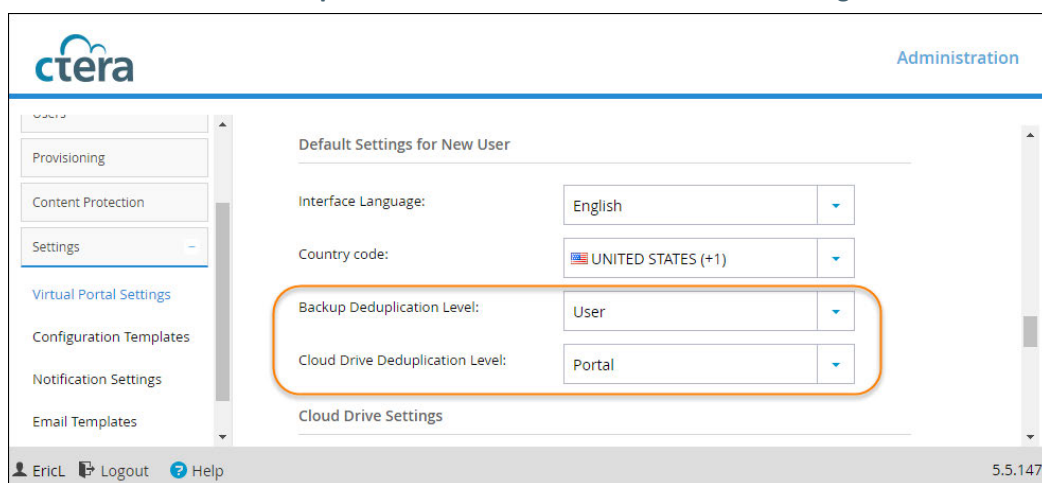 ctera
Administration
Provisioning
Content Protection
Settings
Virtual Portal Settings
Configuration Templates
Notification Settings
Email Templates
Default Settings for New User
Interface Language: English
Country code: UNITED STATES (+1)
Backup Deduplication Level: User
Cloud Drive Deduplication Level: Portal
Cloud Drive Settings
EricL Logout Help 5.5.147